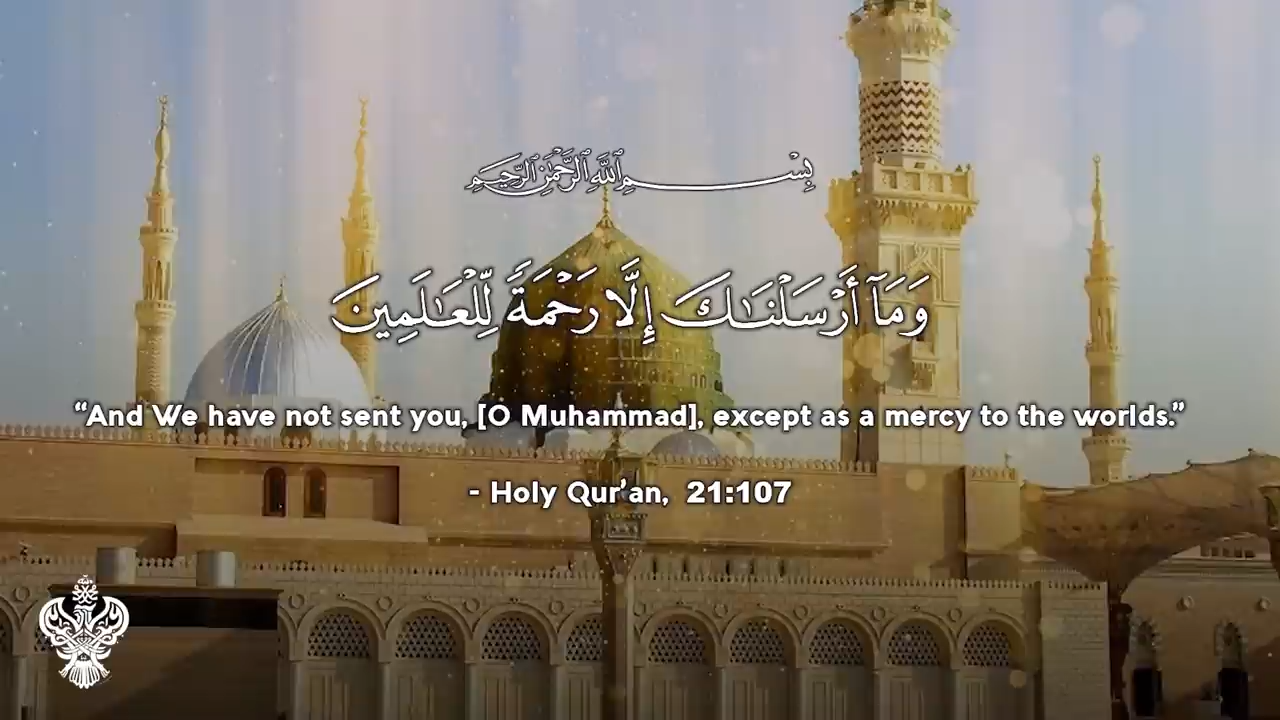 بِسْمِ ٱللَّهِ ٱلرَّحْمَٰنِ ٱلرَّحِيمِ
وَمَآ أَرْسَلْنَـٰكَ إِلَّا رَحْمَةً لِّلْعَـٰلَمِينَ
“And We have not sent you, [O Muhammad], except as a mercy to the worlds.”
- Holy Qur’an, 21:107